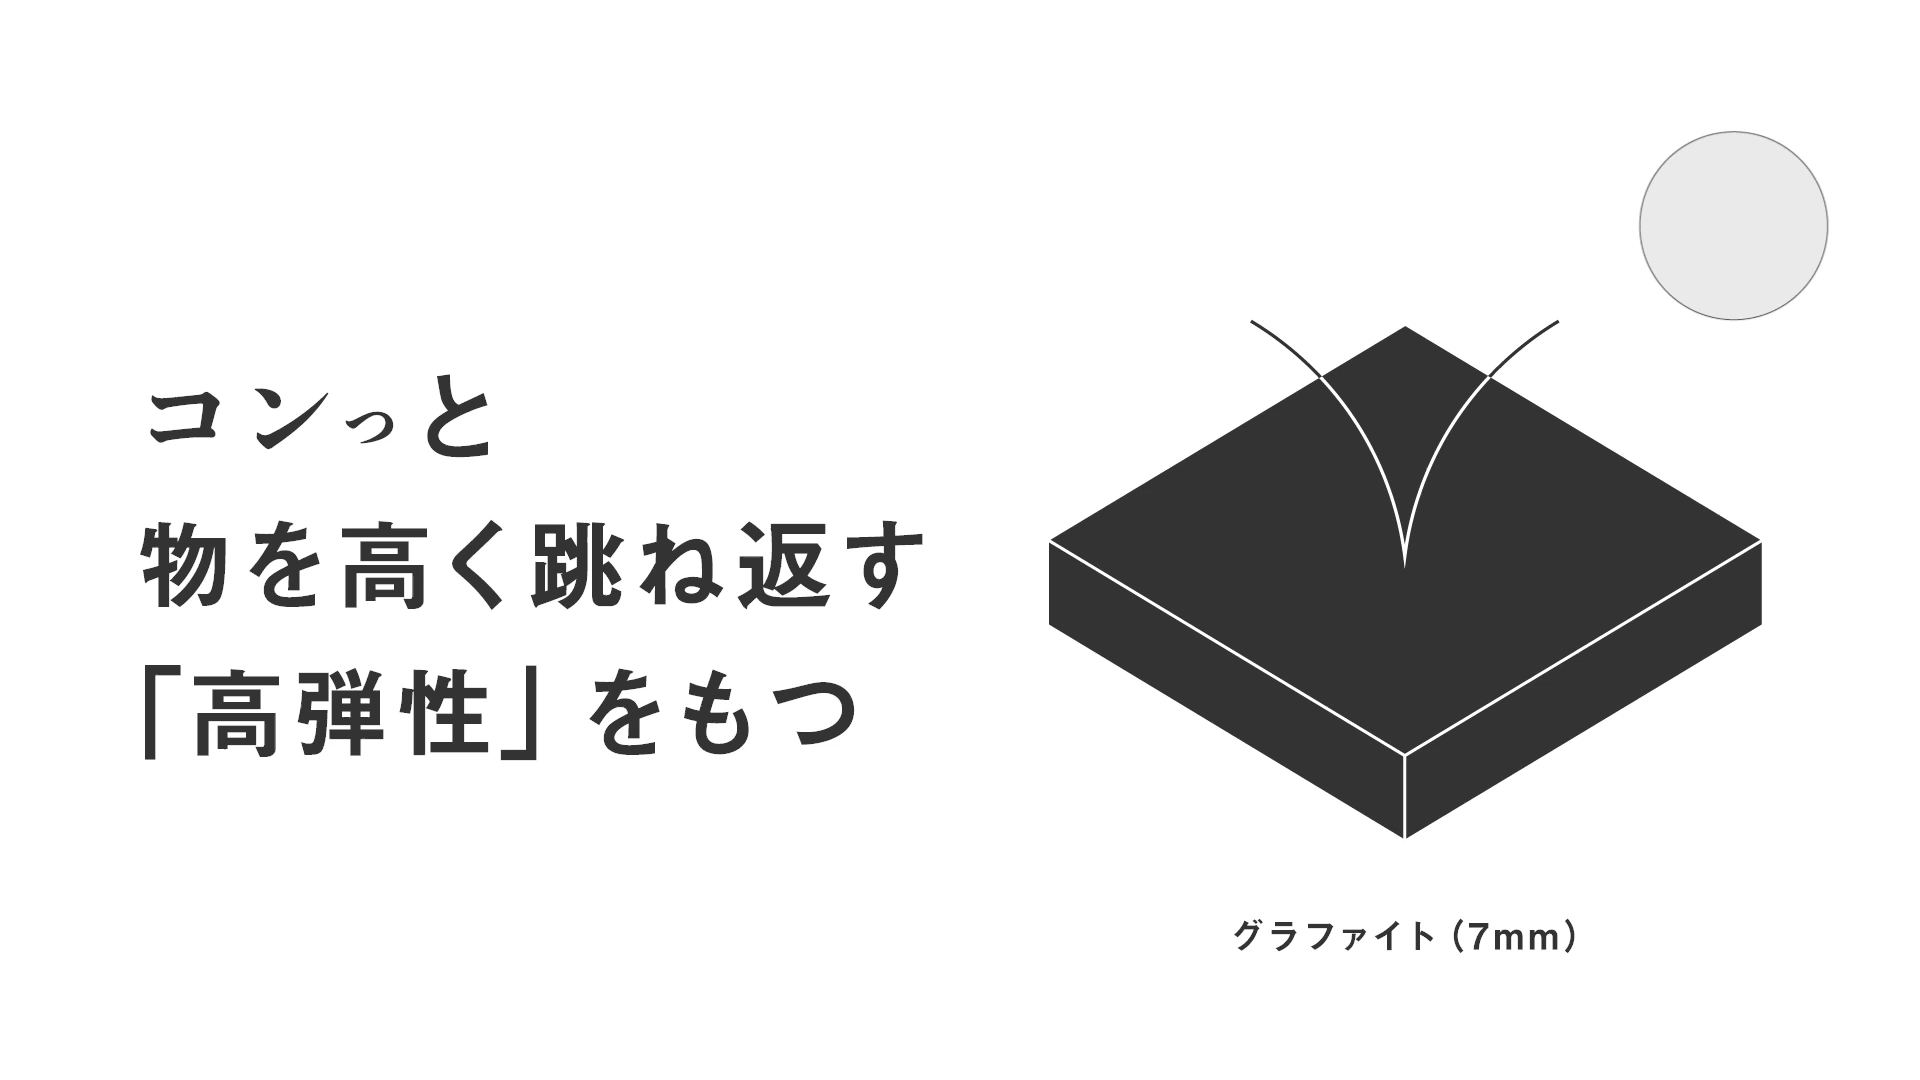 コンっと
物を高く跳ね返す
「高弾性」をもつ
グラファイト（7mm）